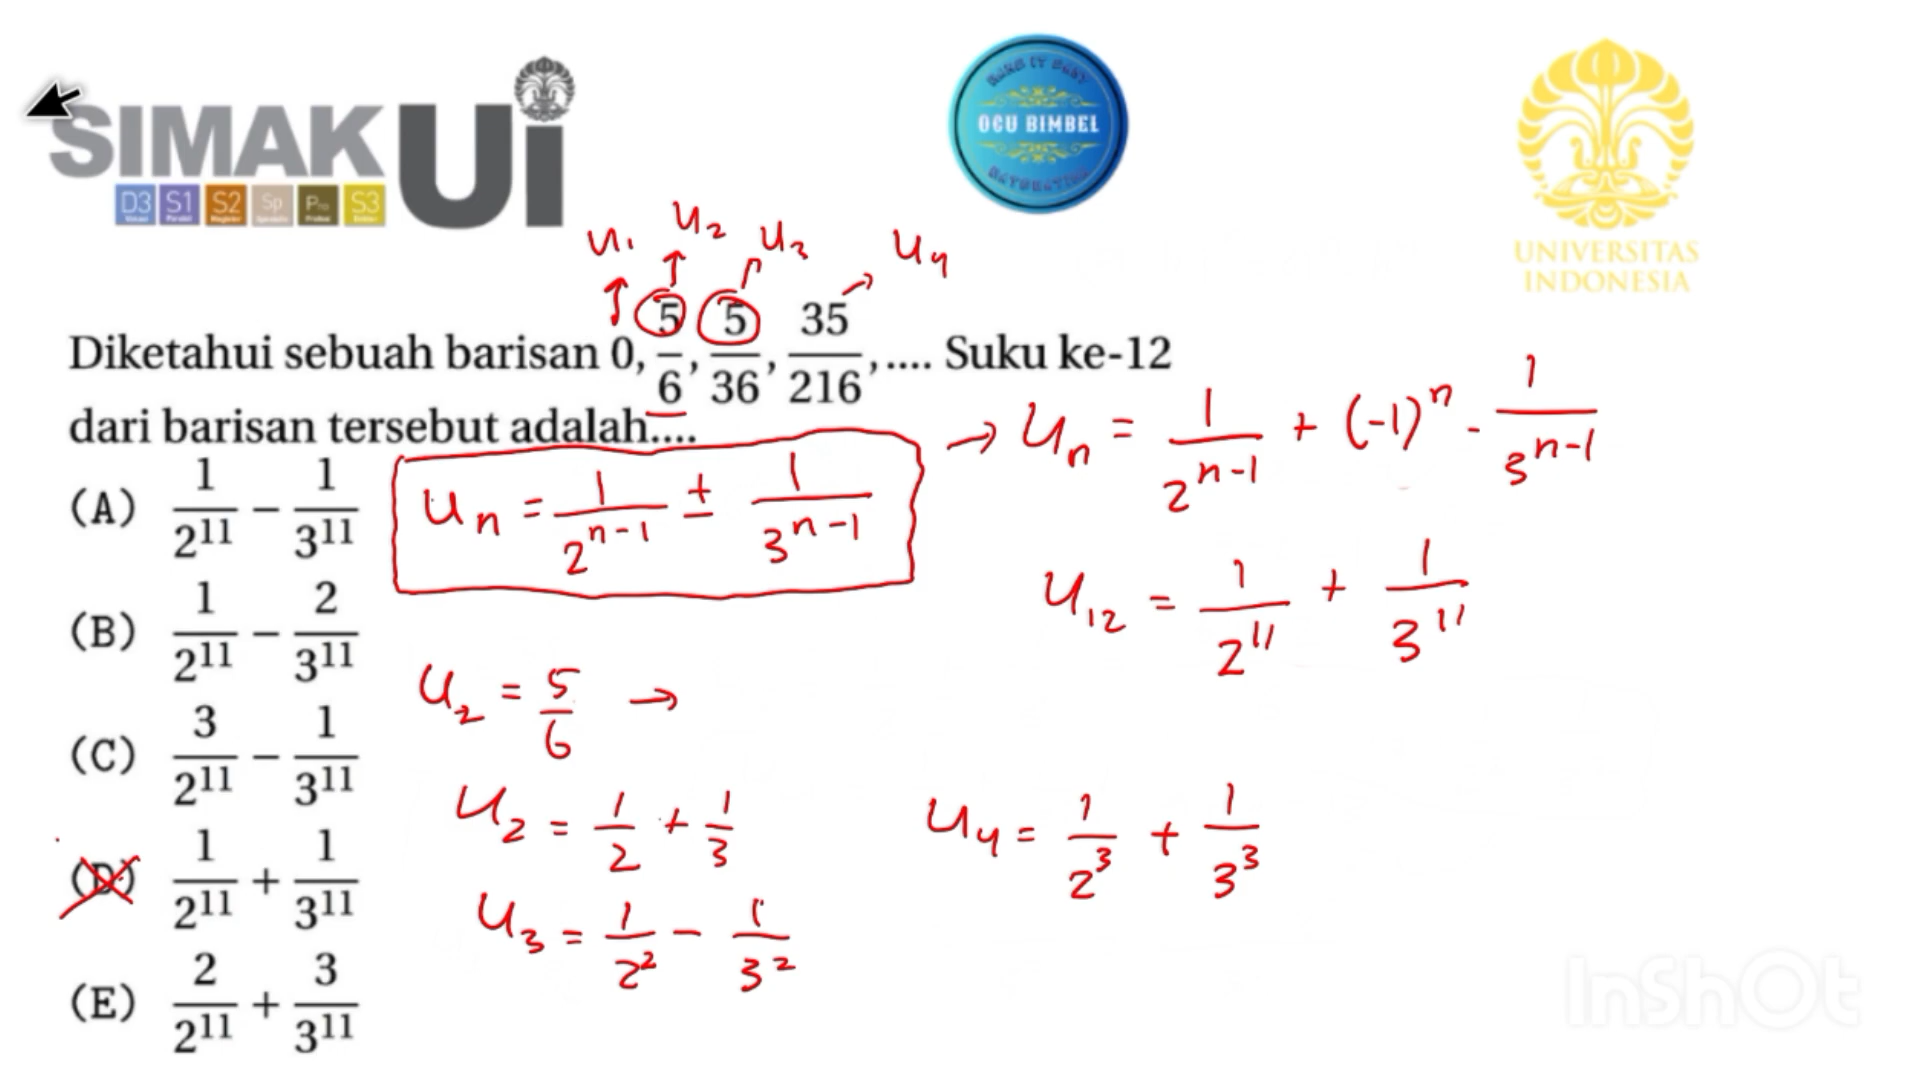 SIMAK Ui
D3 S1 S2 Sp Pro S3
OCU BIMBEL
UNIVERSITAS
INDONESIA
U₁ U₂ U₃ U₄
Diketahui sebuah barisan 0, 5/6, 5/36, 35/216, .... Suku ke-12
dari barisan tersebut adalah....
(A) 1/2¹¹ − 1/3¹¹
(B) 1/2¹¹ − 2/3¹¹
(C) 3/2¹¹ − 1/3¹¹
(D) 1/2¹¹ + 1/3¹¹
(E) 2/2¹¹ + 3/3¹¹
Uₙ = 1/2ⁿ⁻¹ ± 1/3ⁿ⁻¹
→ Uₙ = 1/2ⁿ⁻¹ + (-1)ⁿ · 1/3ⁿ⁻¹
U₁₂ = 1/2¹¹ + 1/3¹¹
U₂ = 5/6 →
U₂ = 1/2 + 1/3
U₃ = 1/2² − 1/3²
U₄ = 1/2³ + 1/3³
InShOt